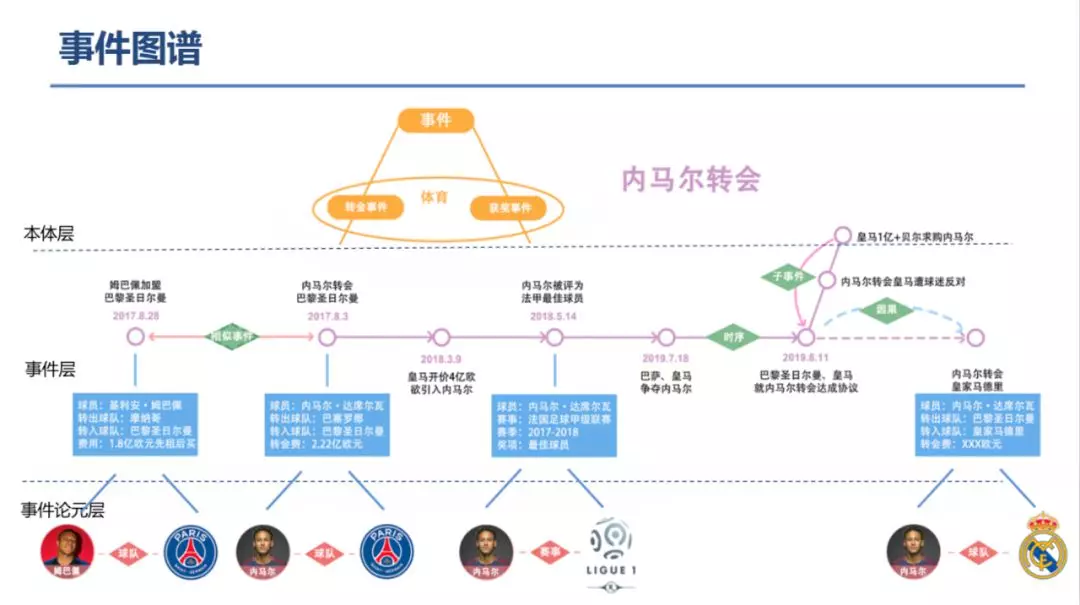 事件图谱
事件
体育
转会事件
获奖事件
内马尔转会
本体层
皇马1亿+贝尔求购内马尔
子事件
内马尔转会皇马遭球迷反对
因果
姆巴佩加盟
巴黎圣日尔曼
2017.8.28
相似事件
内马尔转会
巴黎圣日尔曼
2017.8.3
2018.3.9
皇马开价4亿欧
欲引入内马尔
内马尔被评为
法甲最佳球员
2018.5.14
2019.7.18
巴萨、皇马
争夺内马尔
时序
2019.8.11
巴黎圣日尔曼、皇马
就内马尔转会达成协议
内马尔转会
皇家马德里
事件层
球员：基利安·姆巴佩
转出球队：摩纳哥
转入球队：巴黎圣日尔曼
费用：1.8亿欧元先租后买
球员：内马尔·达席尔瓦
转出球队：巴塞罗那
转入球队：巴黎圣日尔曼
转会费：2.22亿欧元
球员：内马尔·达席尔瓦
赛事：法国足球甲级联赛
赛季：2017-2018
奖项：最佳球员
球员：内马尔·达席尔瓦
转出球队：巴黎圣日尔曼
转入球队：皇家马德里
转会费：XXX欧元
事件论元层
姆巴佩
球队
PARIS
内马尔
球队
PARIS
内马尔
赛事
LIGUE 1
内马尔
球队